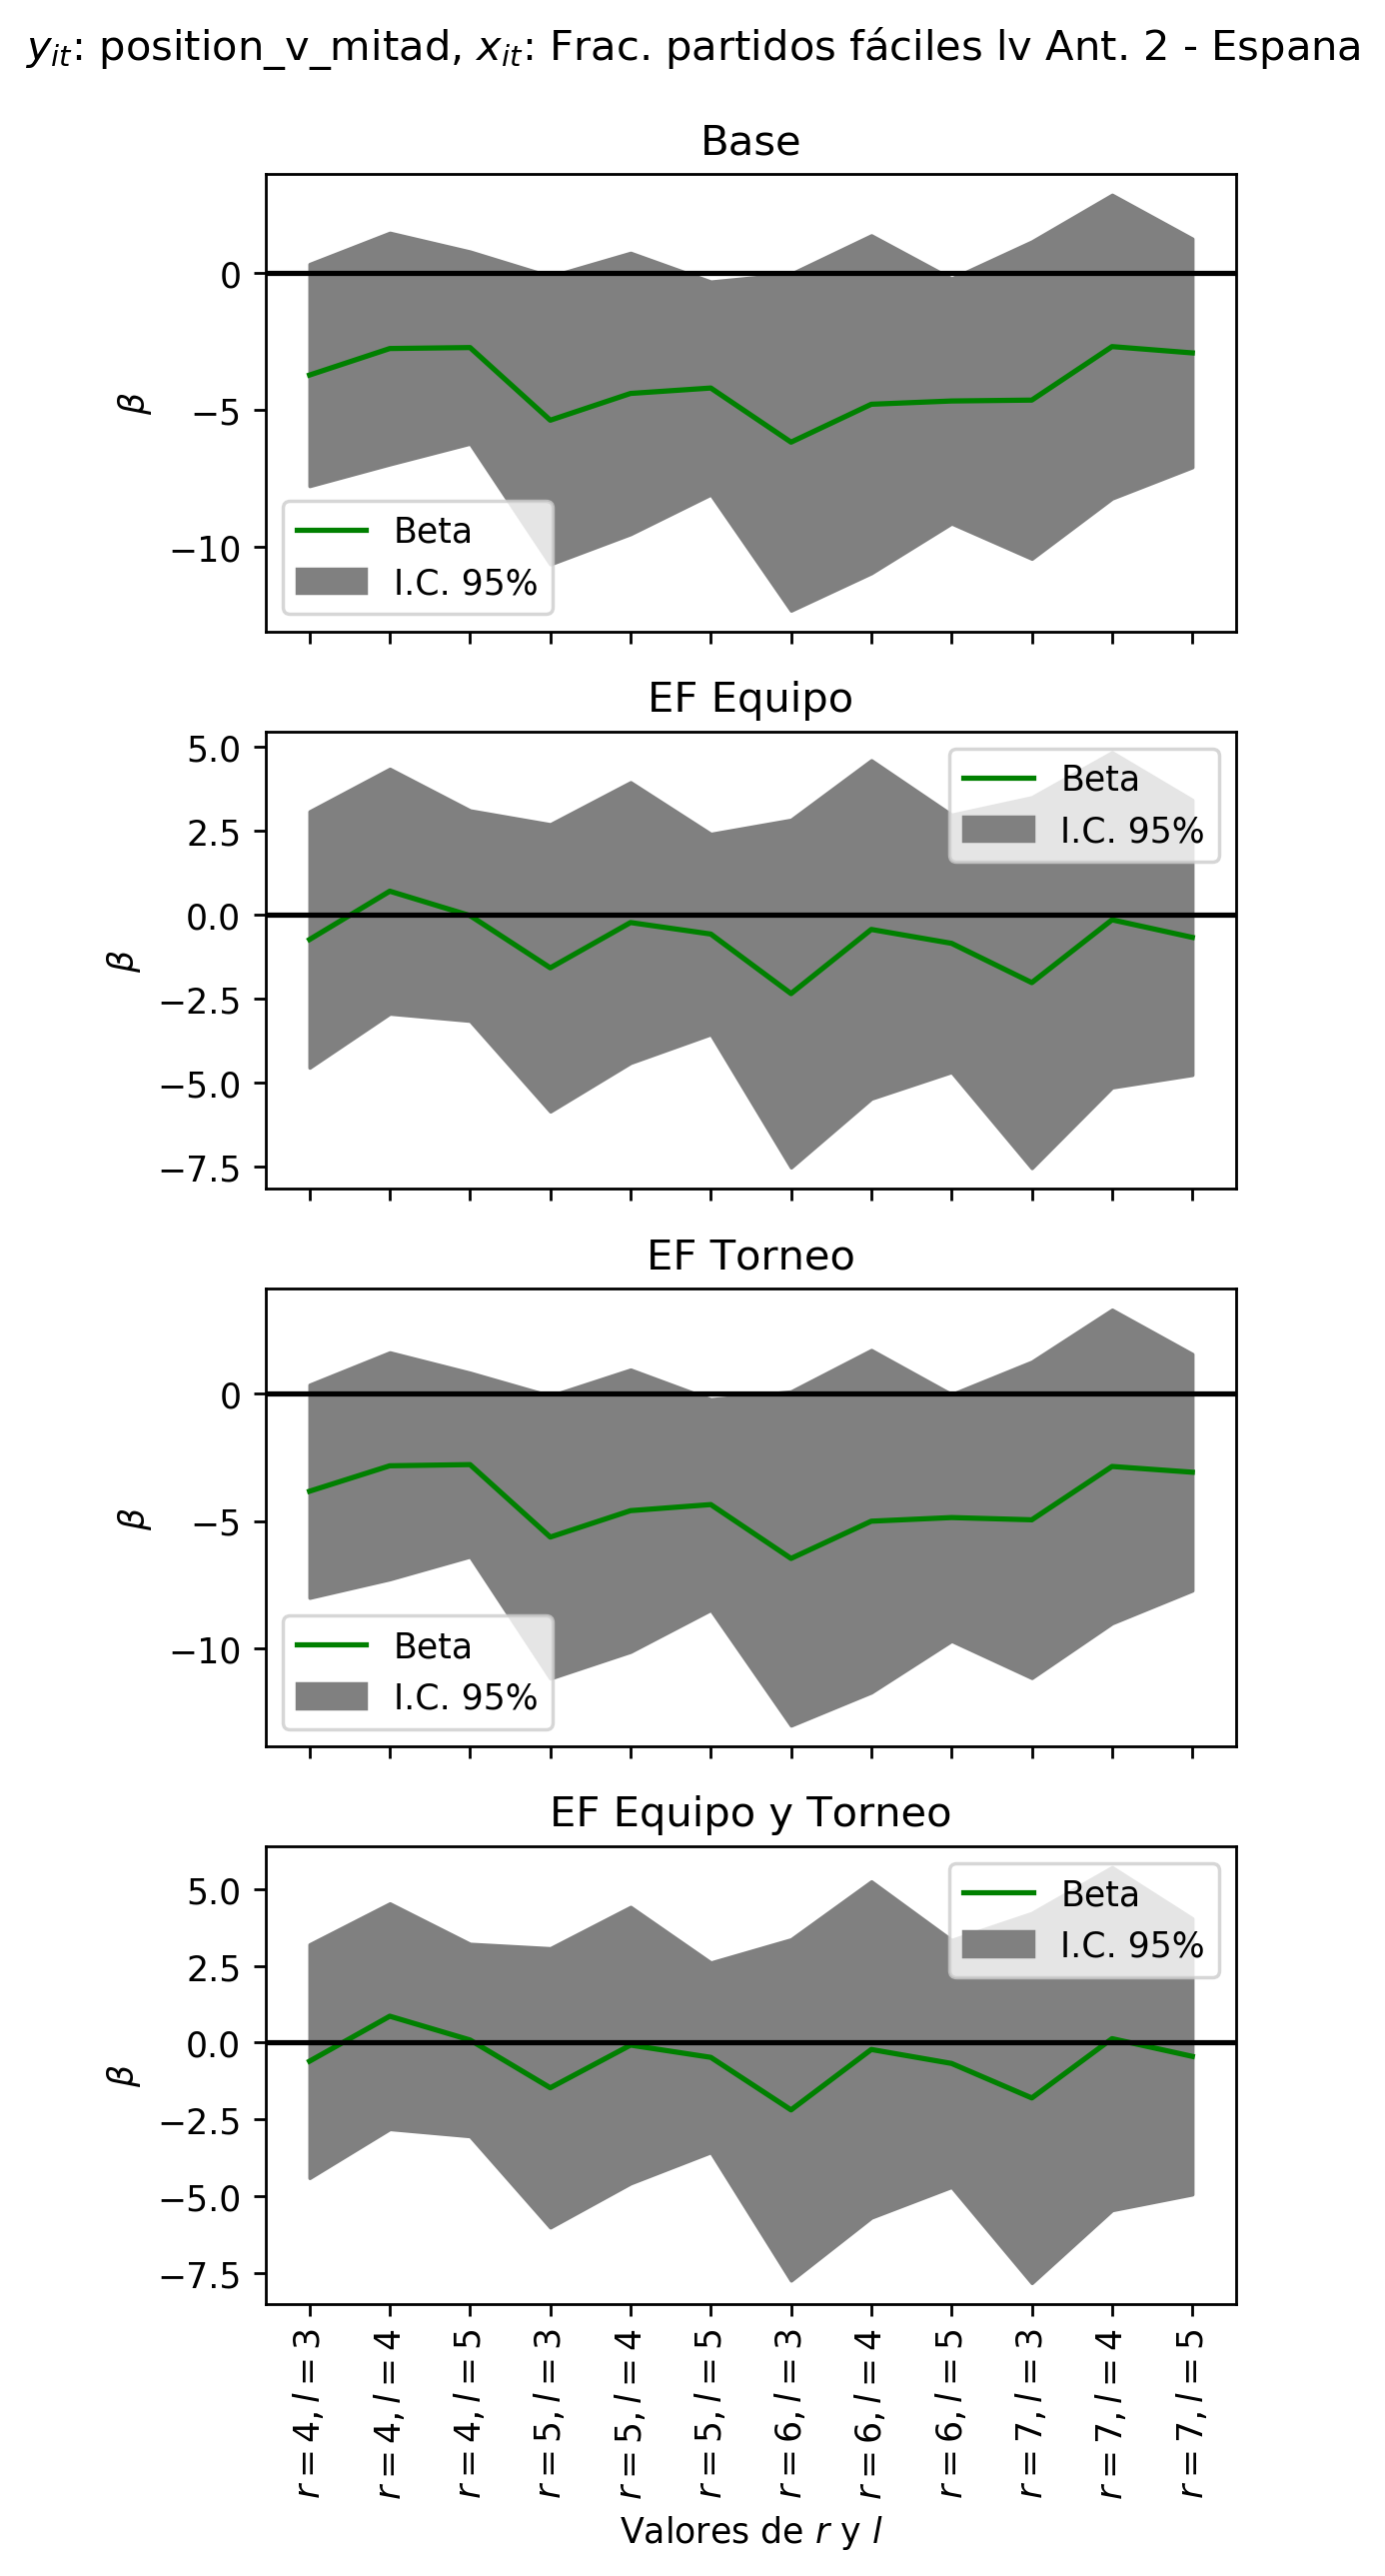 y_it: position_v_mitad, x_it: Frac. partidos fáciles lv Ant. 2 - Espana
Base
0
−5
−10
β
Beta
I.C. 95%
EF Equipo
5.0
2.5
0.0
−2.5
−5.0
−7.5
β
Beta
I.C. 95%
EF Torneo
0
−5
−10
β
Beta
I.C. 95%
EF Equipo y Torneo
5.0
2.5
0.0
−2.5
−5.0
−7.5
β
Beta
I.C. 95%
r = 4, l = 3
r = 4, l = 4
r = 4, l = 5
r = 5, l = 3
r = 5, l = 4
r = 5, l = 5
r = 6, l = 3
r = 6, l = 4
r = 6, l = 5
r = 7, l = 3
r = 7, l = 4
r = 7, l = 5
Valores de r y l